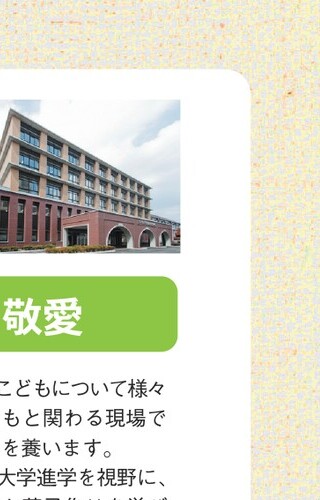 敬愛
こどもについて様々
もと関わる現場で
を養います。
大学進学を視野に、